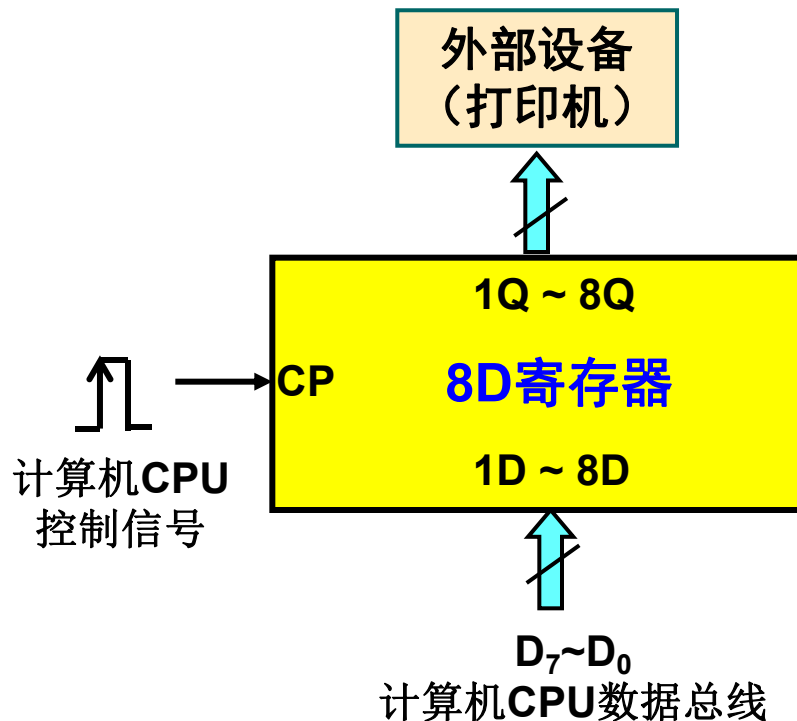 外部设备
（打印机）
1Q ~ 8Q
CP
8D寄存器
1D ~ 8D
计算机CPU
控制信号
D₇~D₀
计算机CPU数据总线